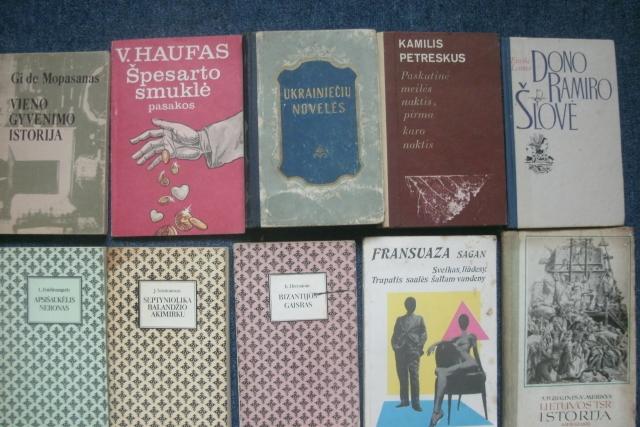 Gi de Mopasanas
VIENO
GYVENIMO
ISTORIJA
V. HAUFAS
Špesarto
smuklė
pasakos
UKRAINIEČIŲ
NOVELĖS
KAMILIS
PETRESKUS
Paskutinė
meilės
naktis,
pirma
karo
naktis
DONO
RAMIRO
ŠLOVĖ
APSIŠAUKĖLIS
NERONAS
SEPTYNIOLIKA
BALANDŽIO
AKIMIRKŲ
BIZANTIJOS
GAISRAS
FRANSUAZA SAGAN
Sveikas, liūdesy.
Trupatis saulės šaltam vandeny
LIETUVOS TSR
ISTORIJA